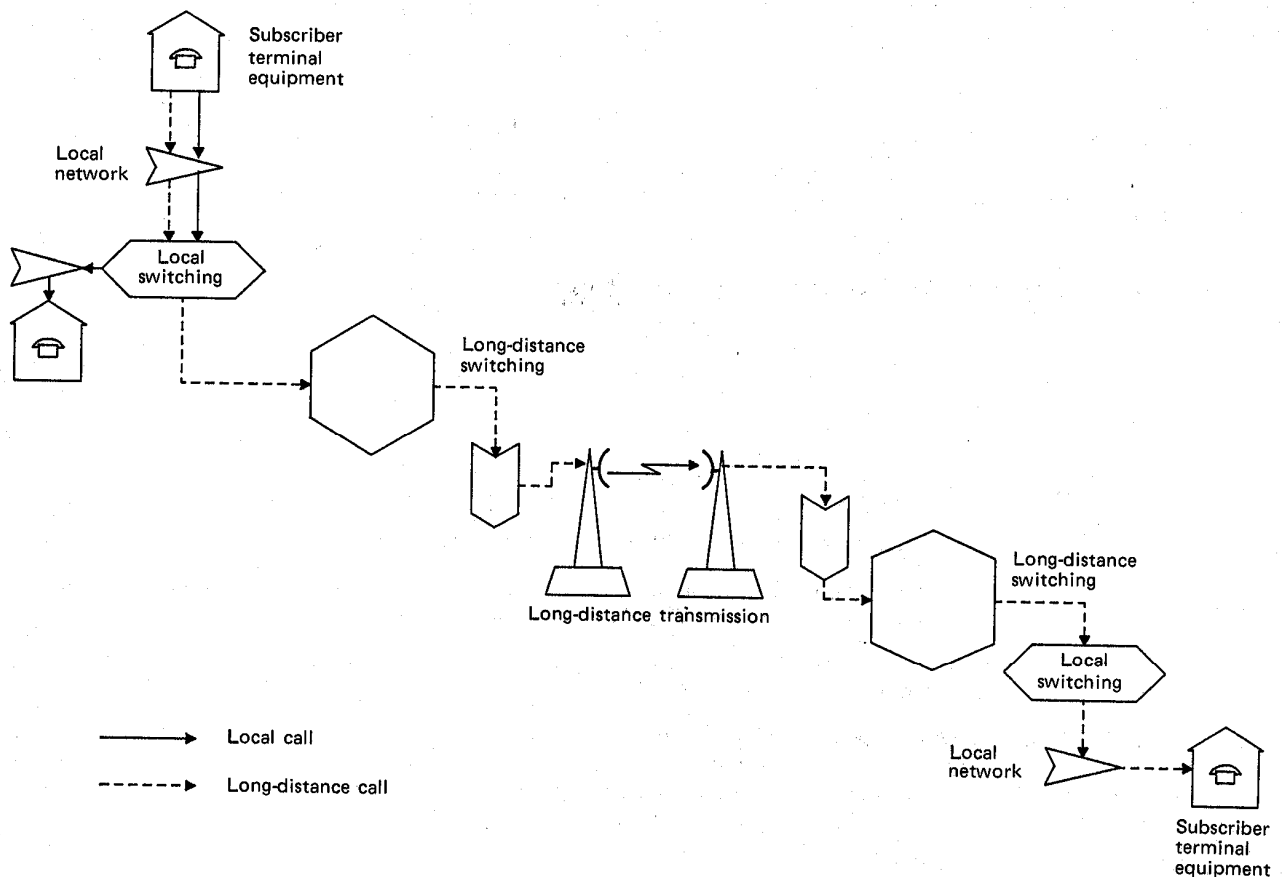 Subscriber
terminal
equipment
Local
network
Local
switching
Long-distance
switching
Long-distance transmission
Long-distance
switching
Local
switching
Local call
Long-distance call
Local
network
Subscriber
terminal
equipment